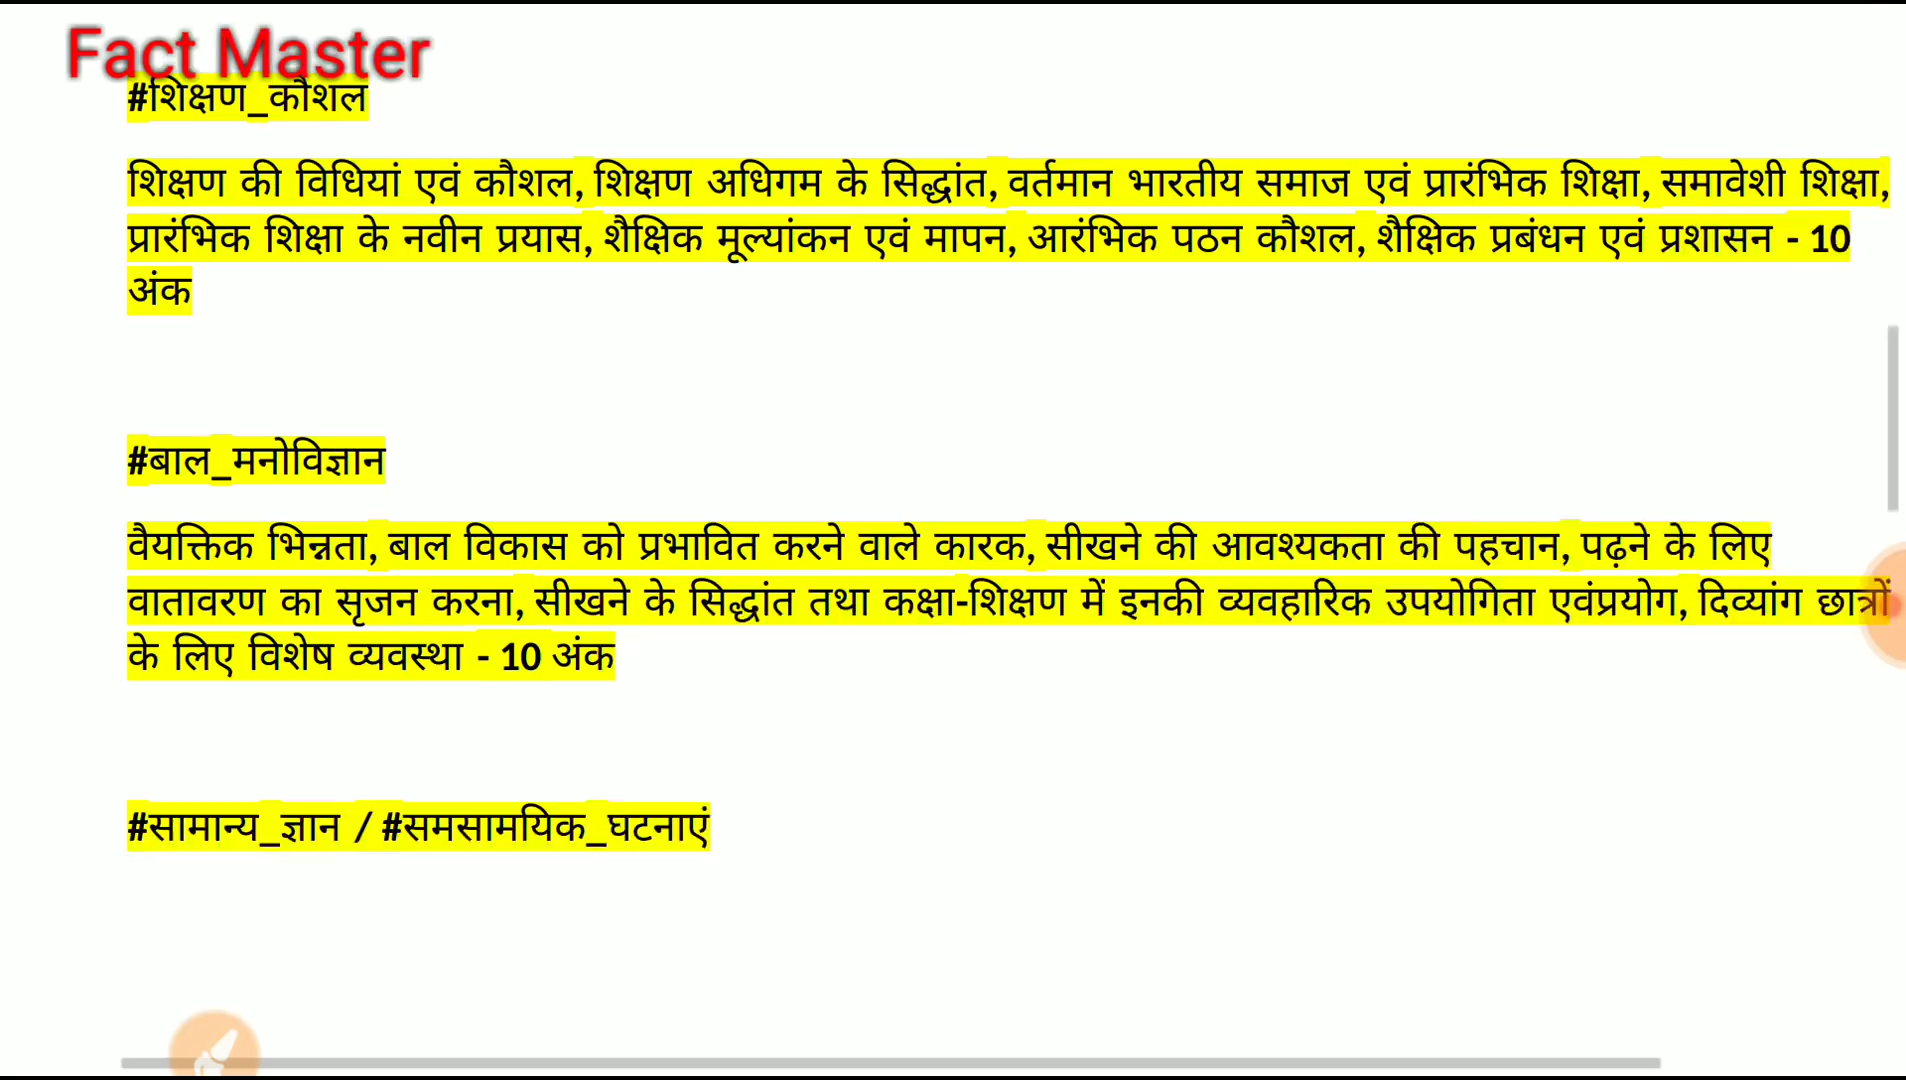 Fact Master
#शिक्षण_कौशल
शिक्षण की विधियां एवं कौशल, शिक्षण अधिगम के सिद्धांत, वर्तमान भारतीय समाज एवं प्रारंभिक शिक्षा, समावेशी शिक्षा,
प्रारंभिक शिक्षा के नवीन प्रयास, शैक्षिक मूल्यांकन एवं मापन, आरंभिक पठन कौशल, शैक्षिक प्रबंधन एवं प्रशासन - 10
अंक
#बाल_मनोविज्ञान
वैयक्तिक भिन्नता, बाल विकास को प्रभावित करने वाले कारक, सीखने की आवश्यकता की पहचान, पढ़ने के लिए
वातावरण का सृजन करना, सीखने के सिद्धांत तथा कक्षा-शिक्षण में इनकी व्यवहारिक उपयोगिता एवंप्रयोग, दिव्यांग छात्रों
के लिए विशेष व्यवस्था - 10 अंक
#सामान्य_ज्ञान / #समसामयिक_घटनाएं